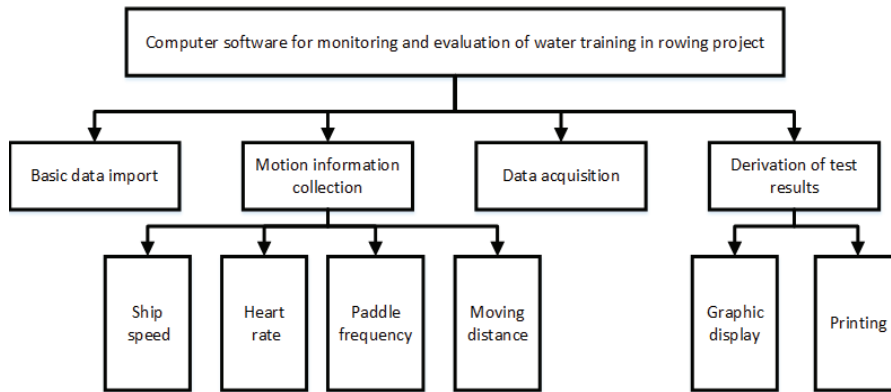 Computer software for monitoring and evaluation of water training in rowing project
Basic data import
Motion information
collection
Data acquisition
Derivation of test
results
Ship
speed
Heart
rate
Paddle
frequency
Moving
distance
Graphic
display
Printing